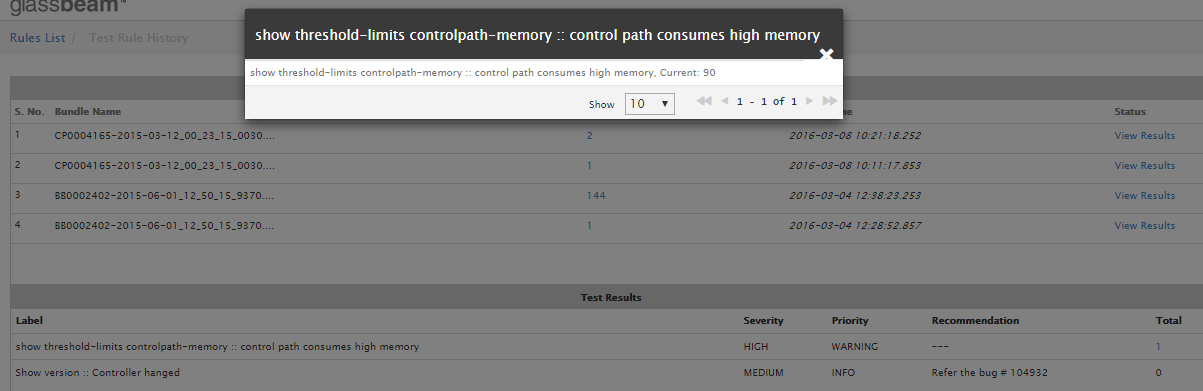 glassbeam™
show threshold-limits controlpath-memory :: control path consumes high memory
Rules List / Test Rule History
show threshold-limits controlpath-memory :: control path consumes high memory, Current: 90
Show 10 1 - 1 of 1
S. No. Bundle Name Status
1 CP0004165-2015-03-12_00_23_15_0030.... 2 2016-03-08 10:21:18.252 View Results
2 CP0004165-2015-03-12_00_23_15_0030.... 1 2016-03-08 10:11:17.853 View Results
3 BB0002402-2015-06-01_12_50_15_9370.... 144 2016-03-04 12:38:23.253 View Results
4 BB0002402-2015-06-01_12_50_15_9370.... 1 2016-03-04 12:28:52.857 View Results
Test Results
Label Severity Priority Recommendation Total
show threshold-limits controlpath-memory :: control path consumes high memory HIGH WARNING --- 1
Show version :: Controller hanged MEDIUM INFO Refer the bug # 104932 0